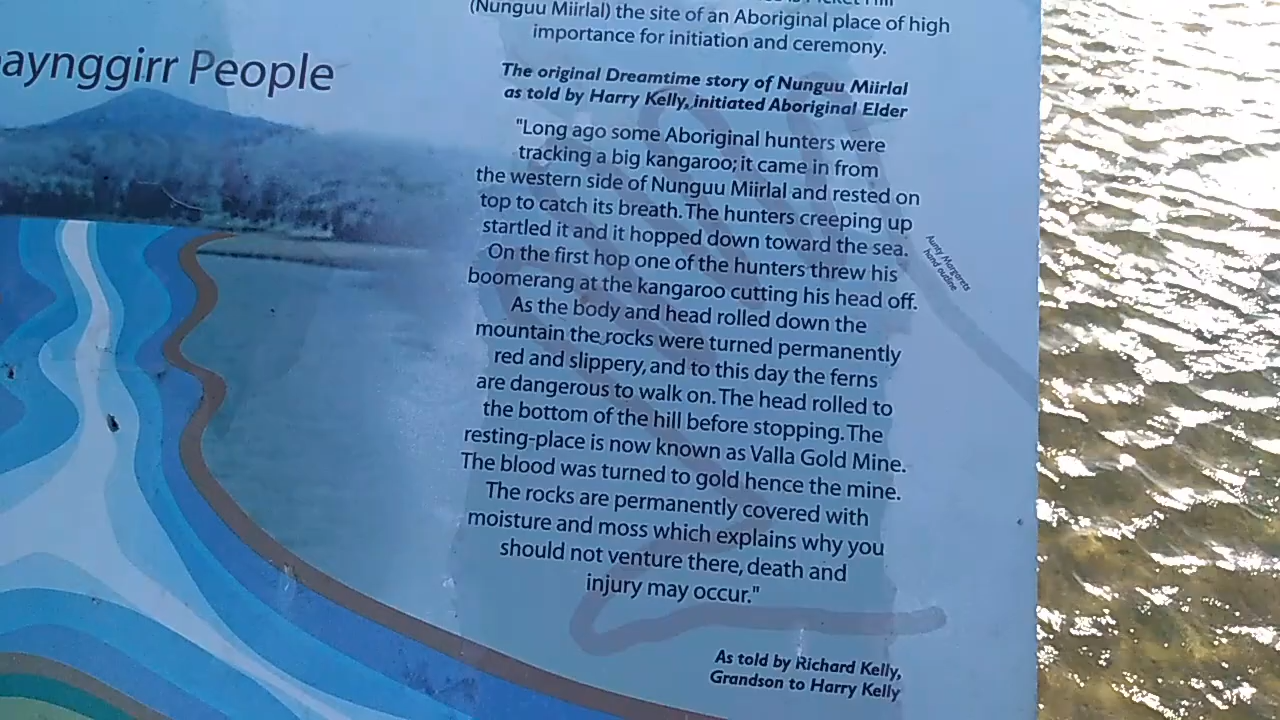 People
(Nunguu Miirlal) the site of an Aboriginal place of high
importance for initiation and ceremony.
The original Dreamtime story of Nunguu Miirlal
as told by Harry Kelly, initiated Aboriginal Elder
"Long ago some Aboriginal hunters were
tracking a big kangaroo; it came in from
the western side of Nunguu Miirlal and rested on
top to catch its breath. The hunters creeping up
startled it and it hopped down toward the sea.
On the first hop one of the hunters threw his
boomerang at the kangaroo cutting his head off.
As the body and head rolled down the
mountain the rocks were turned permanently
red and slippery, and to this day the ferns
are dangerous to walk on. The head rolled to
the bottom of the hill before stopping. The
resting-place is now known as Valla Gold Mine.
The blood was turned to gold hence the mine.
The rocks are permanently covered with
moisture and moss which explains why you
should not venture there, death and
injury may occur."
Aunty Margarets
hand outline
As told by Richard Kelly,
Grandson to Harry Kelly